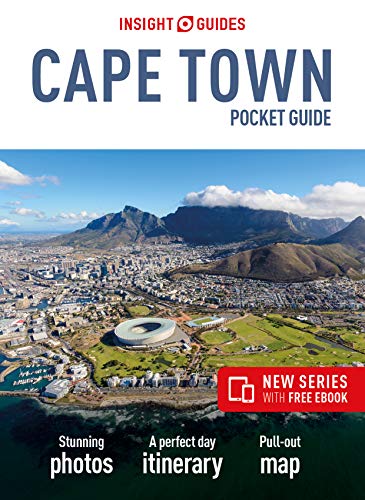 INSIGHT GUIDES
CAPE TOWN
POCKET GUIDE
NEW SERIES
WITH FREE EBOOK
Stunning
photos
A perfect day
itinerary
Pull-out
map